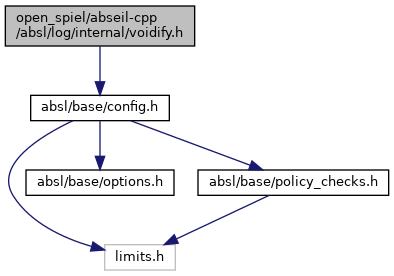 open_spiel/abseil-cpp
/absl/log/internal/voidify.h
absl/base/config.h
absl/base/options.h
absl/base/policy_checks.h
limits.h